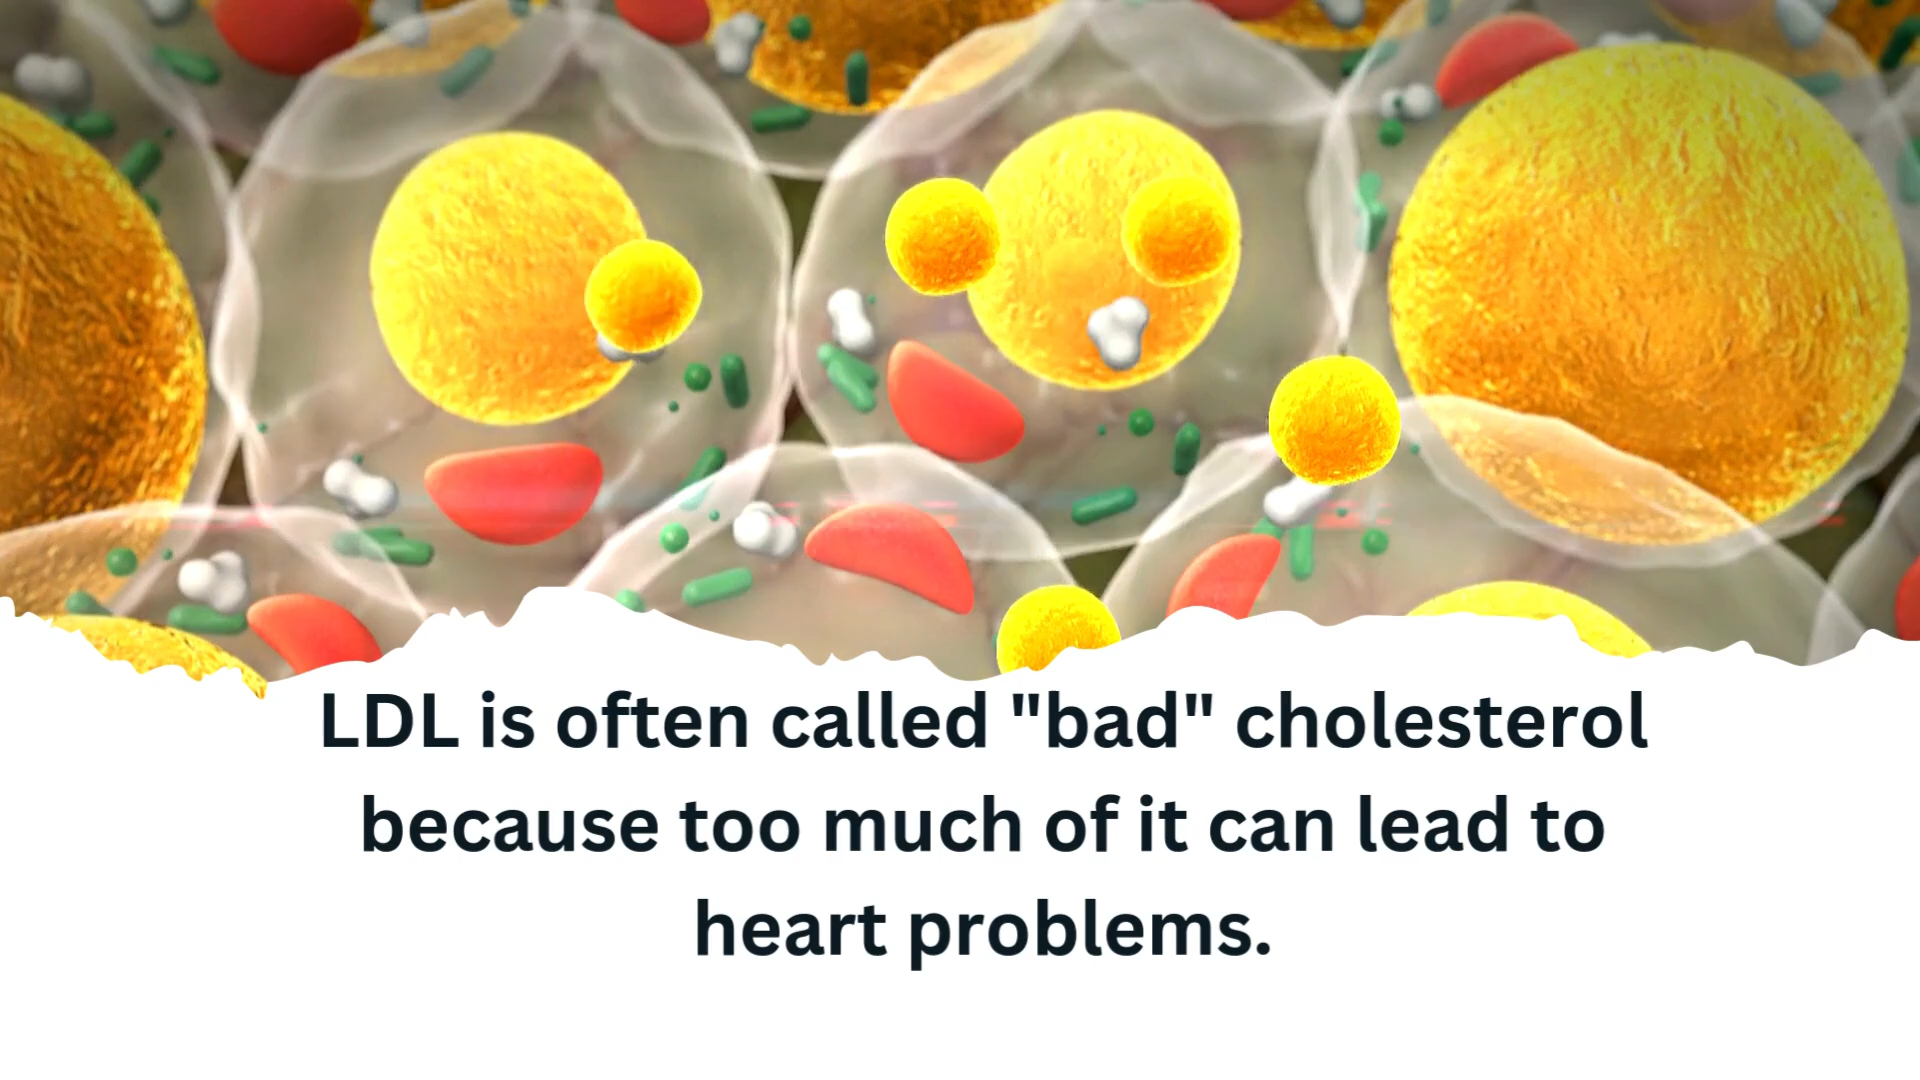 LDL is often called "bad" cholesterol
because too much of it can lead to
heart problems.